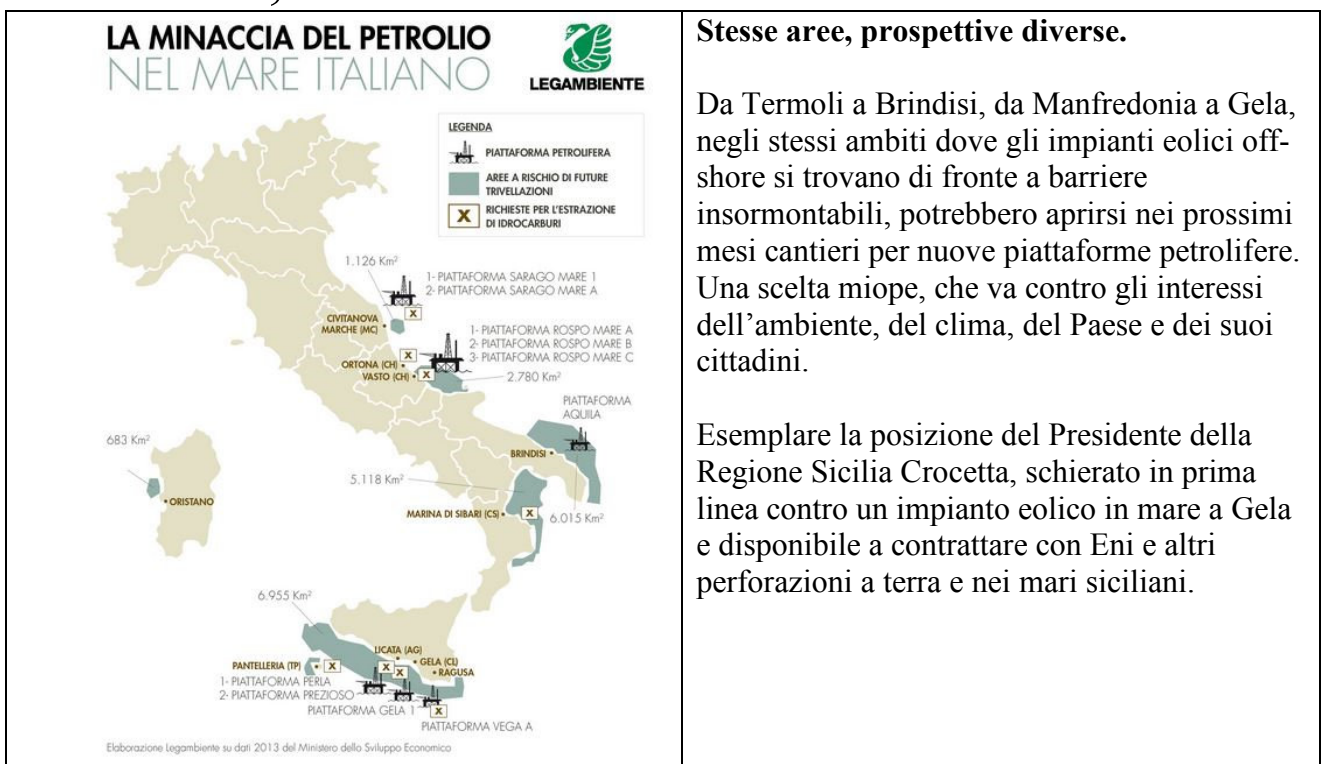 LA MINACCIA DEL PETROLIO
NEL MARE ITALIANO
LEGAMBIENTE
LEGENDA
PIATTAFORMA PETROLIFERA
AREE A RISCHIO DI FUTURE
TRIVELLAZIONI
X
RICHIESTE PER L'ESTRAZIONE
DI IDROCARBURI
1.126 Km²
1- PIATTAFORMA SARAGO MARE 1
2- PIATTAFORMA SARAGO MARE A
X
CIVITANOVA
MARCHE (MC)
1- PIATTAFORMA ROSPO MARE A
2- PIATTAFORMA ROSPO MARE B
3- PIATTAFORMA ROSPO MARE C
X
ORTONA (CH)
VASTO (CH)
X
2.780 Km²
PIATTAFORMA
AQUILA
683 Km²
BRINDISI
5.118 Km²
ORISTANO
MARINA DI SIBARI (CS)
X
6.015 Km²
6.955 Km²
LICATA (AG)
GELA (CL)
RAGUSA
PANTELLERIA (TP)
X
X
X
1- PIATTAFORMA PERLA
2- PIATTAFORMA PREZIOSO
PIATTAFORMA GELA 1
X
PIATTAFORMA VEGA A
Elaborazione Legambiente su dati 2013 del Ministero dello Sviluppo Economico
Stesse aree, prospettive diverse.
Da Termoli a Brindisi, da Manfredonia a Gela,
negli stessi ambiti dove gli impianti eolici off-
shore si trovano di fronte a barriere
insormontabili, potrebbero aprirsi nei prossimi
mesi cantieri per nuove piattaforme petrolifere.
Una scelta miope, che va contro gli interessi
dell'ambiente, del clima, del Paese e dei suoi
cittadini.
Esemplare la posizione del Presidente della
Regione Sicilia Crocetta, schierato in prima
linea contro un impianto eolico in mare a Gela
e disponibile a contrattare con Eni e altri
perforazioni a terra e nei mari siciliani.